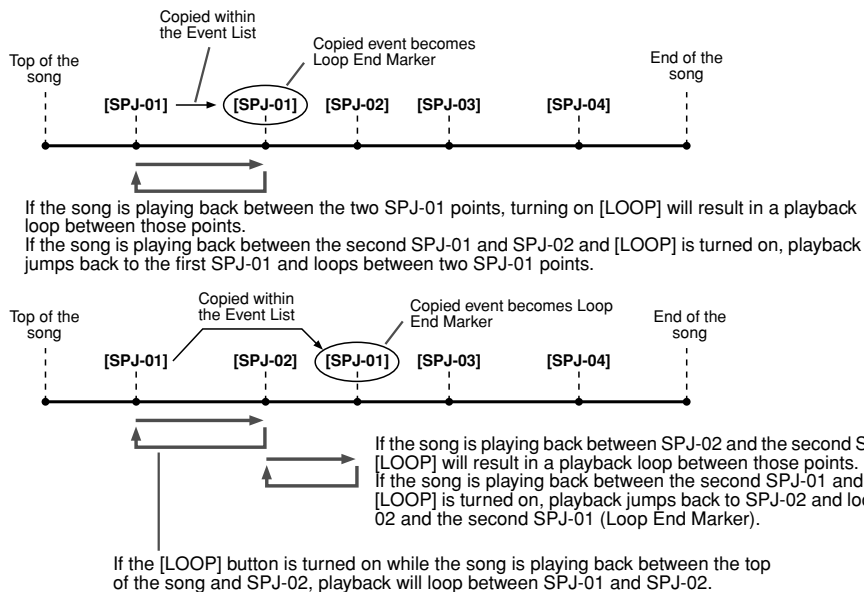 Copied within
the Event List
Copied event becomes
Loop End Marker
Top of the
song
End of the
song
[SPJ-01] [SPJ-01] [SPJ-02] [SPJ-03] [SPJ-04]
If the song is playing back between the two SPJ-01 points, turning on [LOOP] will result in a playback
loop between those points.
If the song is playing back between the second SPJ-01 and SPJ-02 and [LOOP] is turned on, playback
jumps back to the first SPJ-01 and loops between two SPJ-01 points.
Copied within
the Event List
Copied event becomes Loop
End Marker
Top of the
song
End of the
song
[SPJ-01] [SPJ-02] [SPJ-01] [SPJ-03] [SPJ-04]
If the song is playing back between SPJ-02 and the second
[LOOP] will result in a playback loop between those points.
If the song is playing back between the second SPJ-01 and
[LOOP] is turned on, playback jumps back to SPJ-02 and
02 and the second SPJ-01 (Loop End Marker).
If the [LOOP] button is turned on while the song is playing back between the top
of the song and SPJ-02, playback will loop between SPJ-01 and SPJ-02.